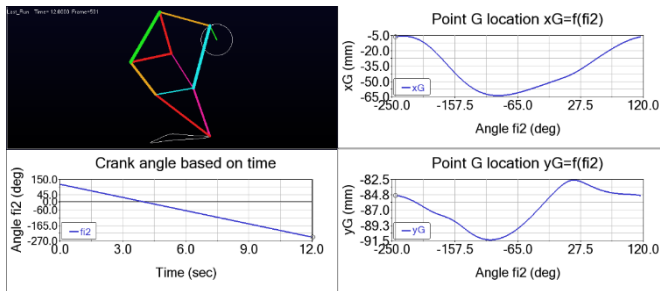 Last_Run Time= 12.0000 Frame=501
Point G location xG=f(fi2)
xG (mm)
-5.0
-20.0
-35.0
-50.0
-65.0
xG
-250.0 -157.5 -65.0 27.5 120.0
Angle fi2 (deg)
Crank angle based on time
Angle fi2 (deg)
150.0
45.0
0.0
-60.0
-165.0
-270.0
fi2
0.0 3.0 6.0 9.0 12.0
Time (sec)
Point G location yG=f(fi2)
yG (mm)
-82.5
-84.8
-87.0
-89.3
-91.5
yG
-250.0 -157.5 -65.0 27.5 120.0
Angle fi2 (deg)